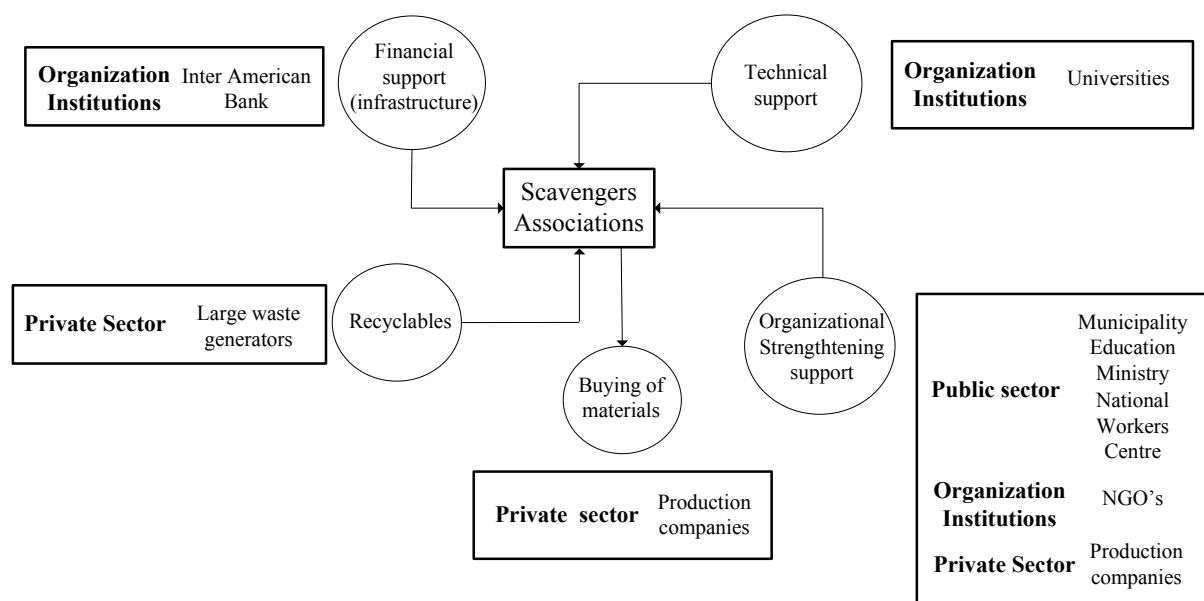 Organization
Institutions
Inter American
Bank
Financial
support
(infrastructure)
Technical
support
Organization
Institutions
Universities
Scavengers
Associations
Private Sector
Large waste
generators
Recyclables
Buying of
materials
Organizational
Strengthtening
support
Private sector
Production
companies
Public sector
Municipality
Education
Ministry
National
Workers
Centre
Organization
Institutions
NGO’s
Private Sector
Production
companies